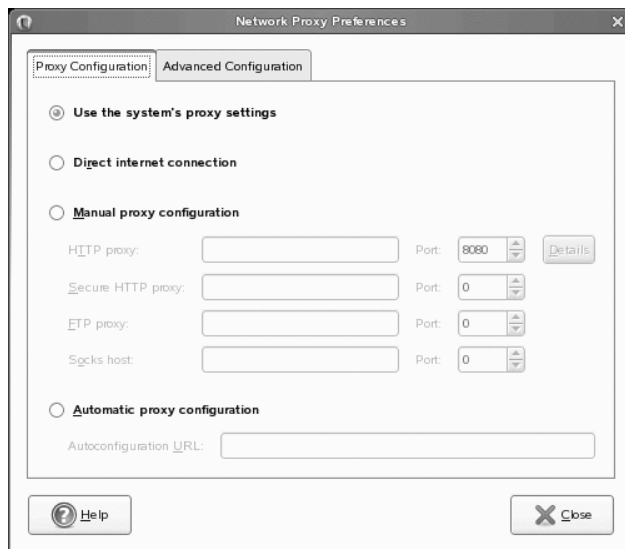 Network Proxy Preferences
Proxy Configuration Advanced Configuration
Use the system's proxy settings
Direct internet connection
Manual proxy configuration
HTTP proxy: Port: 8080 Details
Secure HTTP proxy: Port: 0
FTP proxy: Port: 0
Socks host: Port: 0
Automatic proxy configuration
Autoconfiguration URL:
Help Close